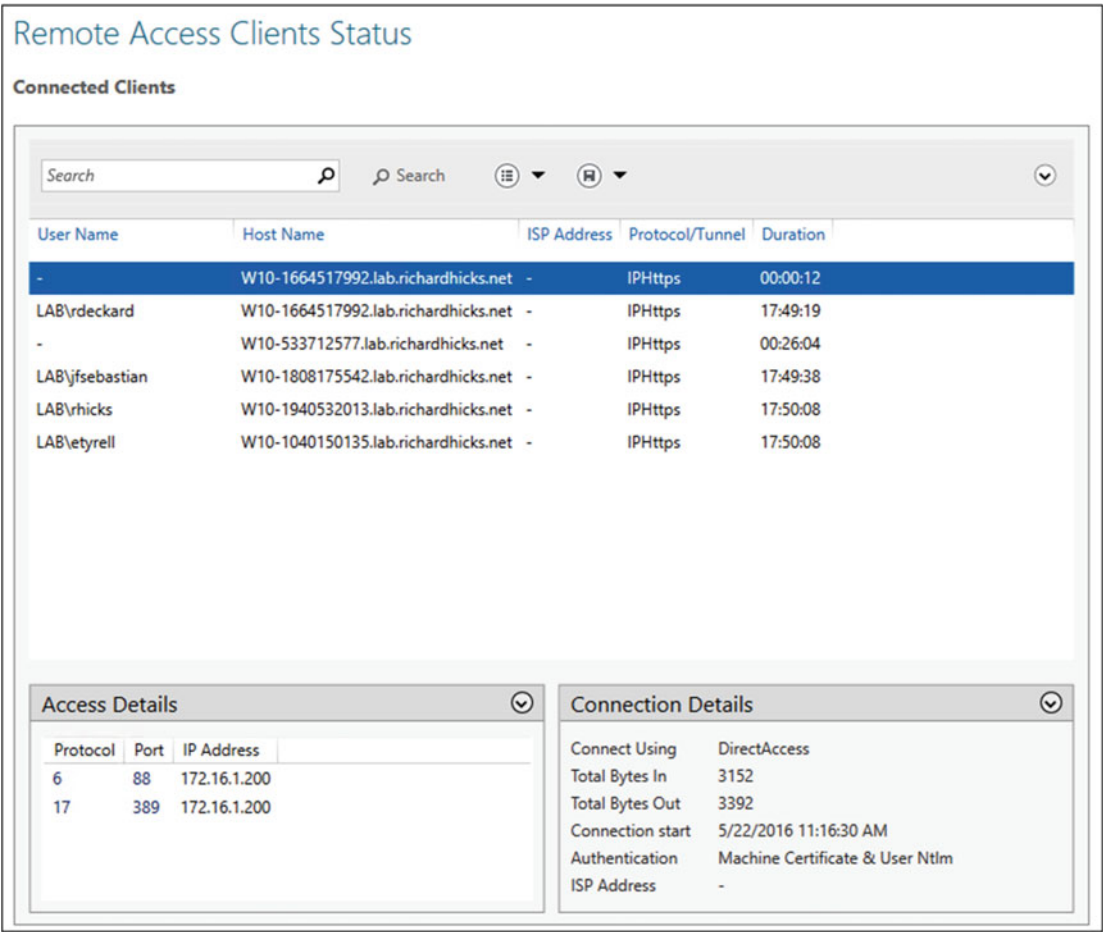 Remote Access Clients Status
Connected Clients
Search Search
User Name Host Name ISP Address Protocol/Tunnel Duration
- W10-1664517992.lab.richardhicks.net - IPHttps 00:00:12
LAB\rdeckard W10-1664517992.lab.richardhicks.net - IPHttps 17:49:19
- W10-533712577.lab.richardhicks.net - IPHttps 00:26:04
LAB\jfsebastian W10-1808175542.lab.richardhicks.net - IPHttps 17:49:38
LAB\rhicks W10-1940532013.lab.richardhicks.net - IPHttps 17:50:08
LAB\etyrell W10-1040150135.lab.richardhicks.net - IPHttps 17:50:08
Access Details
Protocol Port IP Address
6 88 172.16.1.200
17 389 172.16.1.200
Connection Details
Connect Using DirectAccess
Total Bytes In 3152
Total Bytes Out 3392
Connection start 5/22/2016 11:16:30 AM
Authentication Machine Certificate & User Ntlm
ISP Address -